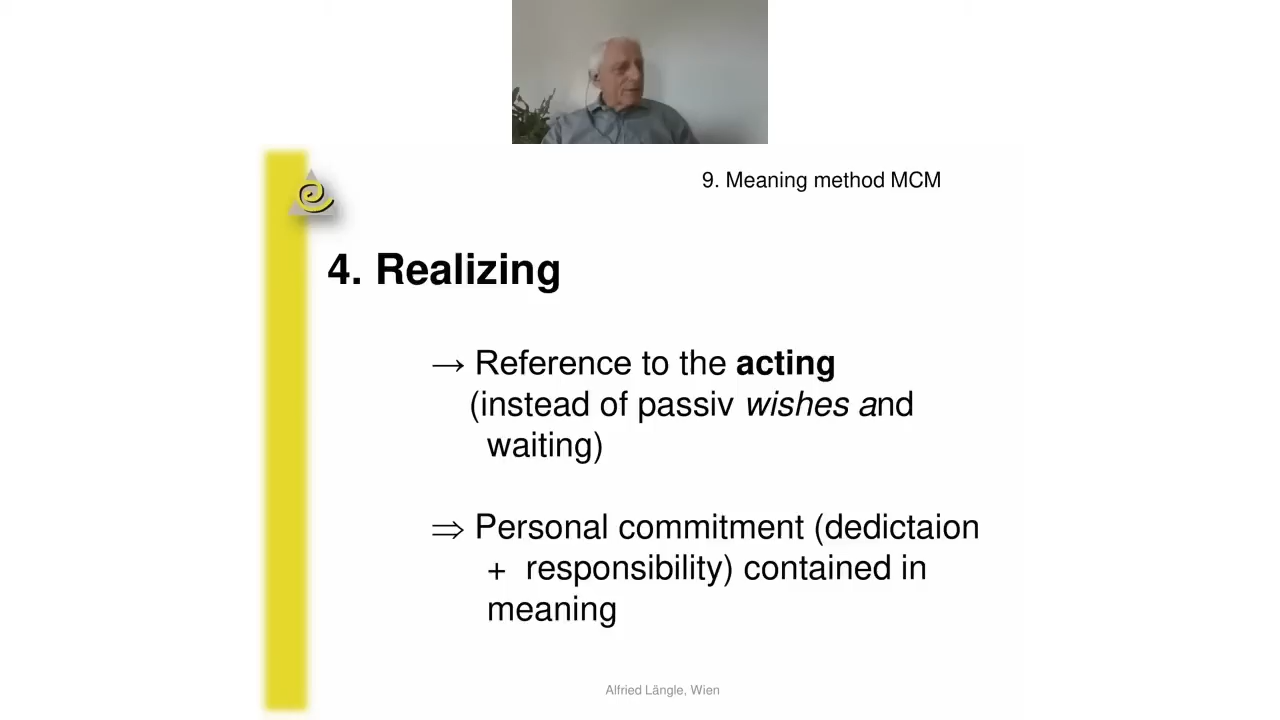 9. Meaning method MCM
4. Realizing
→ Reference to the acting
(instead of passiv wishes and
waiting)
⇒ Personal commitment (dedictaion
+ responsibility) contained in
meaning
Alfried Längle, Wien